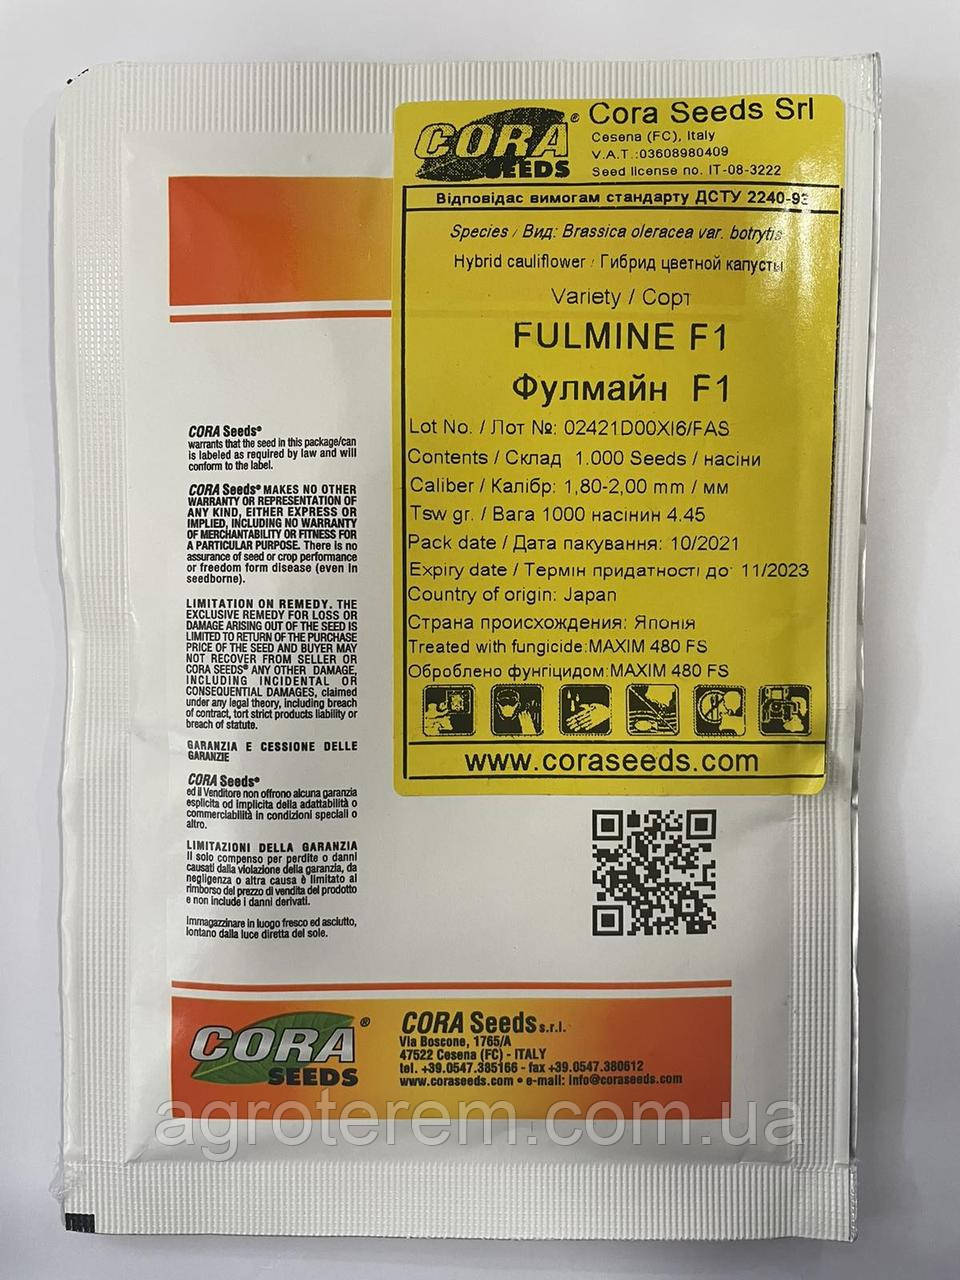 CORA® SEEDS
Cora Seeds Srl
Cesena (FC), Italy
V.A.T.:03608980409
Seed license no. IT-08-3222
Відповідає вимогам стандарту ДСТУ 2240-93
Species / Вид: Brassica oleracea var. botrytis
Hybrid cauliflower / Гибрид цветной капусты
Variety / Сорт
FULMINE F1
Фулмайн F1
Lot No. / Лот №: 02421D00XI6/FAS
Contents / Склад 1.000 Seeds / насіни
Caliber / Калібр: 1,80-2,00 mm / мм
Tsw gr. / Вага 1000 насінин 4.45
Pack date / Дата пакування: 10/2021
Expiry date / Термін придатності до: 11/2023
Country of origin: Japan
Страна происхождения: Японія
Treated with fungicide:MAXIM 480 FS
Оброблено фунгіцидом:MAXIM 480 FS
www.coraseeds.com
CORA Seeds®
warrants that the seed in this package/can
is labeled as required by law and will
conform to the label.
CORA Seeds® MAKES NO OTHER
WARRANTY OR REPRESENTATION OF
ANY KIND, EITHER EXPRESS OR
IMPLIED, INCLUDING NO WARRANTY
OF MERCHANTABILITY OR FITNESS FOR
A PARTICULAR PURPOSE. There is no
assurance of seed or crop performance
or freedom form disease (even in
seedborne).
LIMITATION ON REMEDY. THE
EXCLUSIVE REMEDY FOR LOSS OR
DAMAGE ARISING OUT OF THE SEED IS
LIMITED TO RETURN OF THE PURCHASE
PRICE OF THE SEED AND BUYER MAY
NOT RECOVER FROM SELLER OR
CORA SEEDS® ANY OTHER DAMAGE,
INCLUDING INCIDENTAL OR
CONSEQUENTIAL DAMAGES, claimed
under any legal theory, including breach
of contract, tort strict products liability or
breach of statute.
GARANZIA E CESSIONE DELLE
GARANZIE
CORA Seeds®
ed il Venditore non offrono alcuna garanzia
esplicita od implicita della adattabilità o
commerciabilità in condizioni speciali o
altro.
LIMITAZIONI DELLA GARANZIA
Il solo compenso per perdite o danni
causati dalla violazione della garanzia, da
negligenza o altra causa è limitato al
rimborso del prezzo di vendita del prodotto
e non include i danni derivati.
Immagazzinare in luogo fresco ed asciutto,
lontano dalla luce diretta del sole.
CORA® SEEDS
CORA Seeds s.r.l.
Via Boscone, 1765/A
47522 Cesena (FC) - ITALY
tel. +39.0547.385166 - fax +39.0547.380612
www.coraseeds.com • e-mail: info@coraseeds.com
agroterem.com.ua